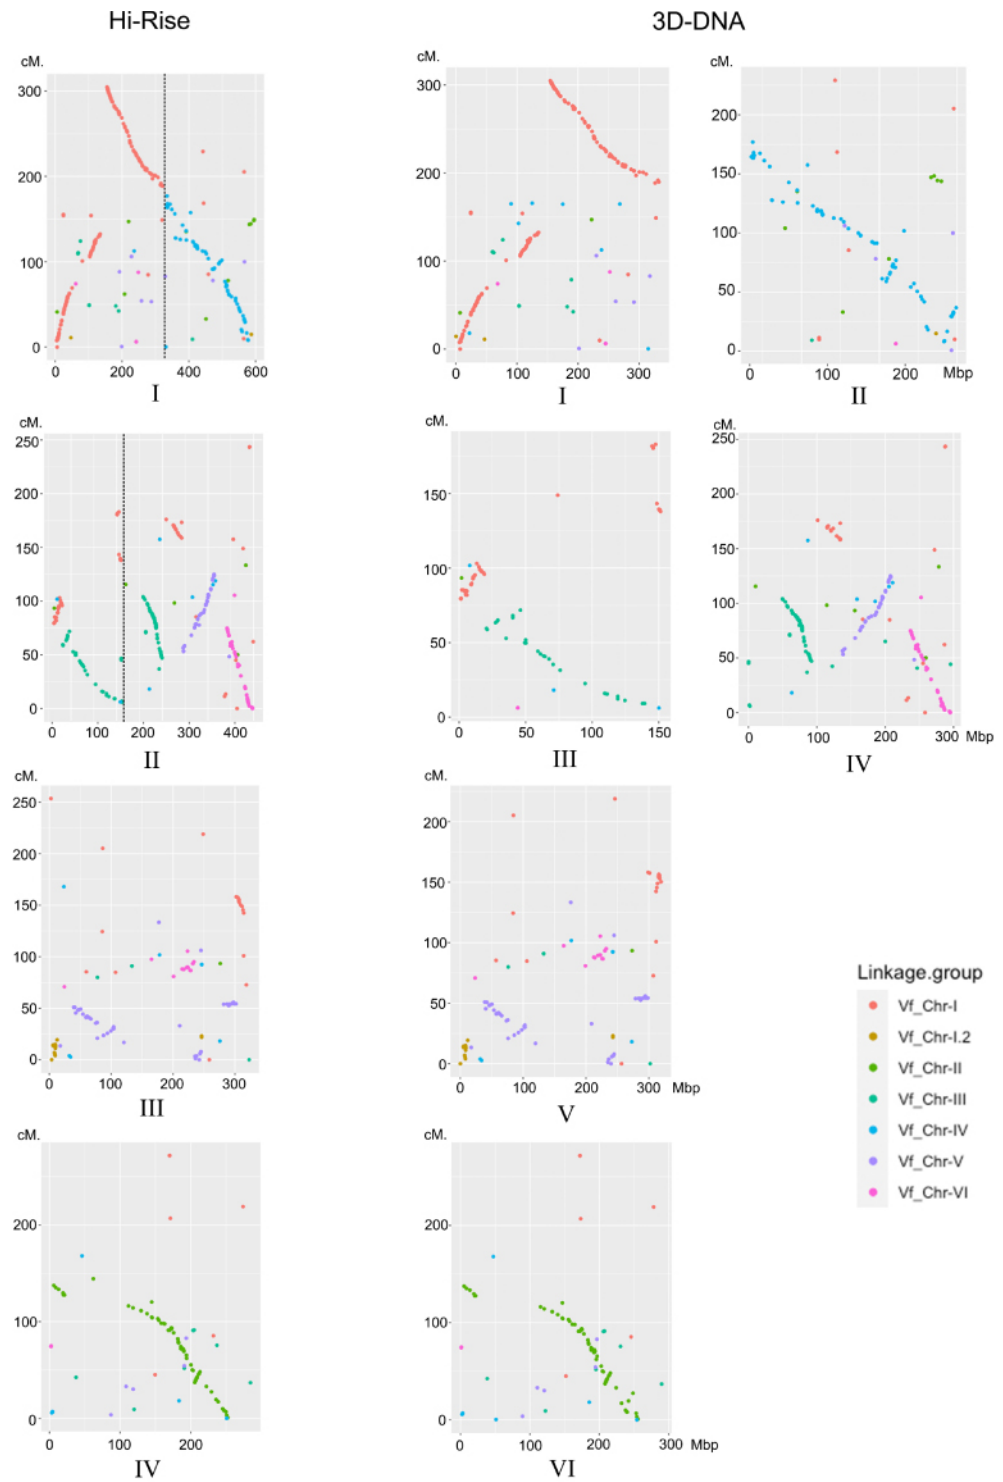 Hi-Rise
3D-DNA
cM.
300
200
100
0
0 200 400 600
I
cM.
300
200
100
0
0 100 200 300
I
cM.
200
150
100
50
0
0 100 200 Mbp
II
cM.
250
200
150
100
50
0
0 100 200 300 400
II
150
100
50
0
0 50 100 150
III
cM.
250
200
150
100
50
0
0 100 200 300 Mbp
IV
cM.
250
200
150
100
50
0
0 100 200 300
III
cM.
200
150
100
50
0
0 100 200 300 Mbp
V
Linkage.group
Vf_Chr-I
Vf_Chr-I.2
Vf_Chr-II
Vf_Chr-III
Vf_Chr-IV
Vf_Chr-V
Vf_Chr-VI
cM.
200
100
0
0 100 200
IV
cM.
200
100
0
0 100 200 300 Mbp
VI